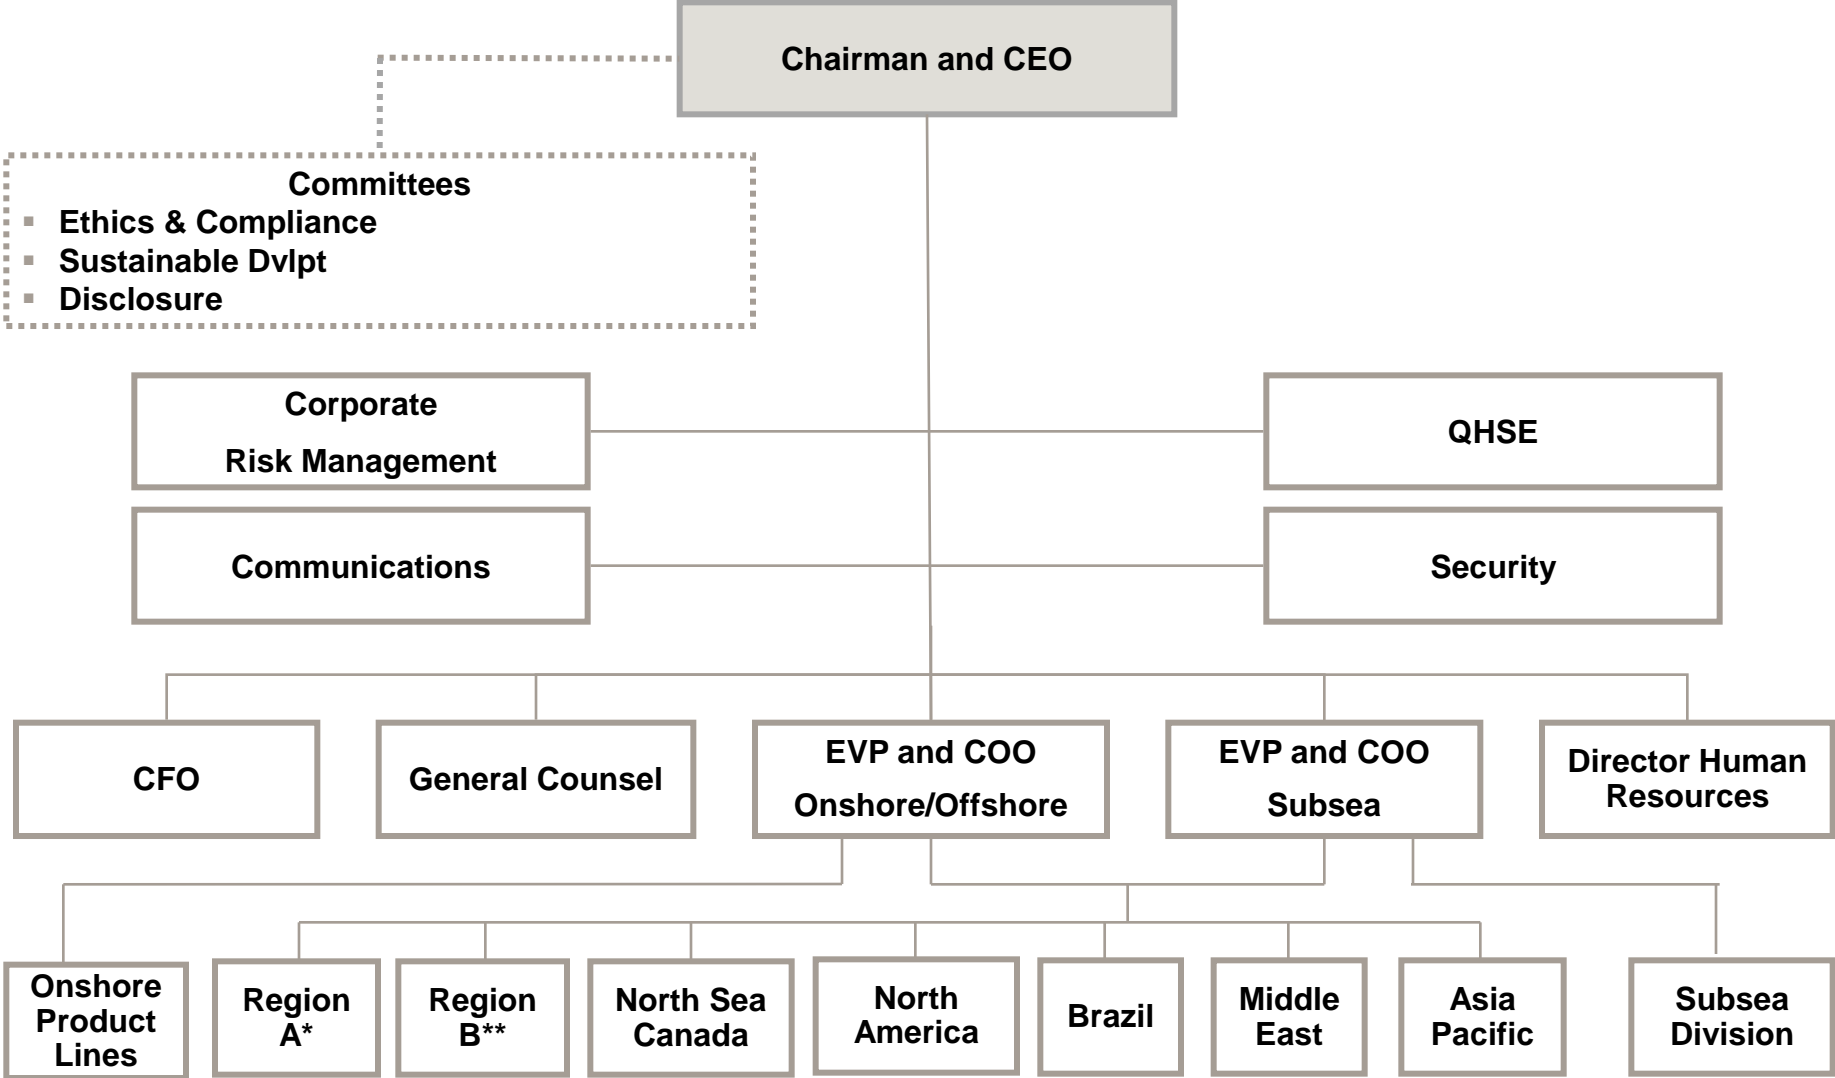 Chairman and CEO
Committees
▪ Ethics & Compliance
▪ Sustainable Dvlpt
▪ Disclosure
Corporate
Risk Management
QHSE
Communications
Security
CFO
General Counsel
EVP and COO
Onshore/Offshore
EVP and COO
Subsea
Director Human
Resources
Onshore
Product
Lines
Region
A*
Region
B**
North Sea
Canada
North
America
Brazil
Middle
East
Asia
Pacific
Subsea
Division